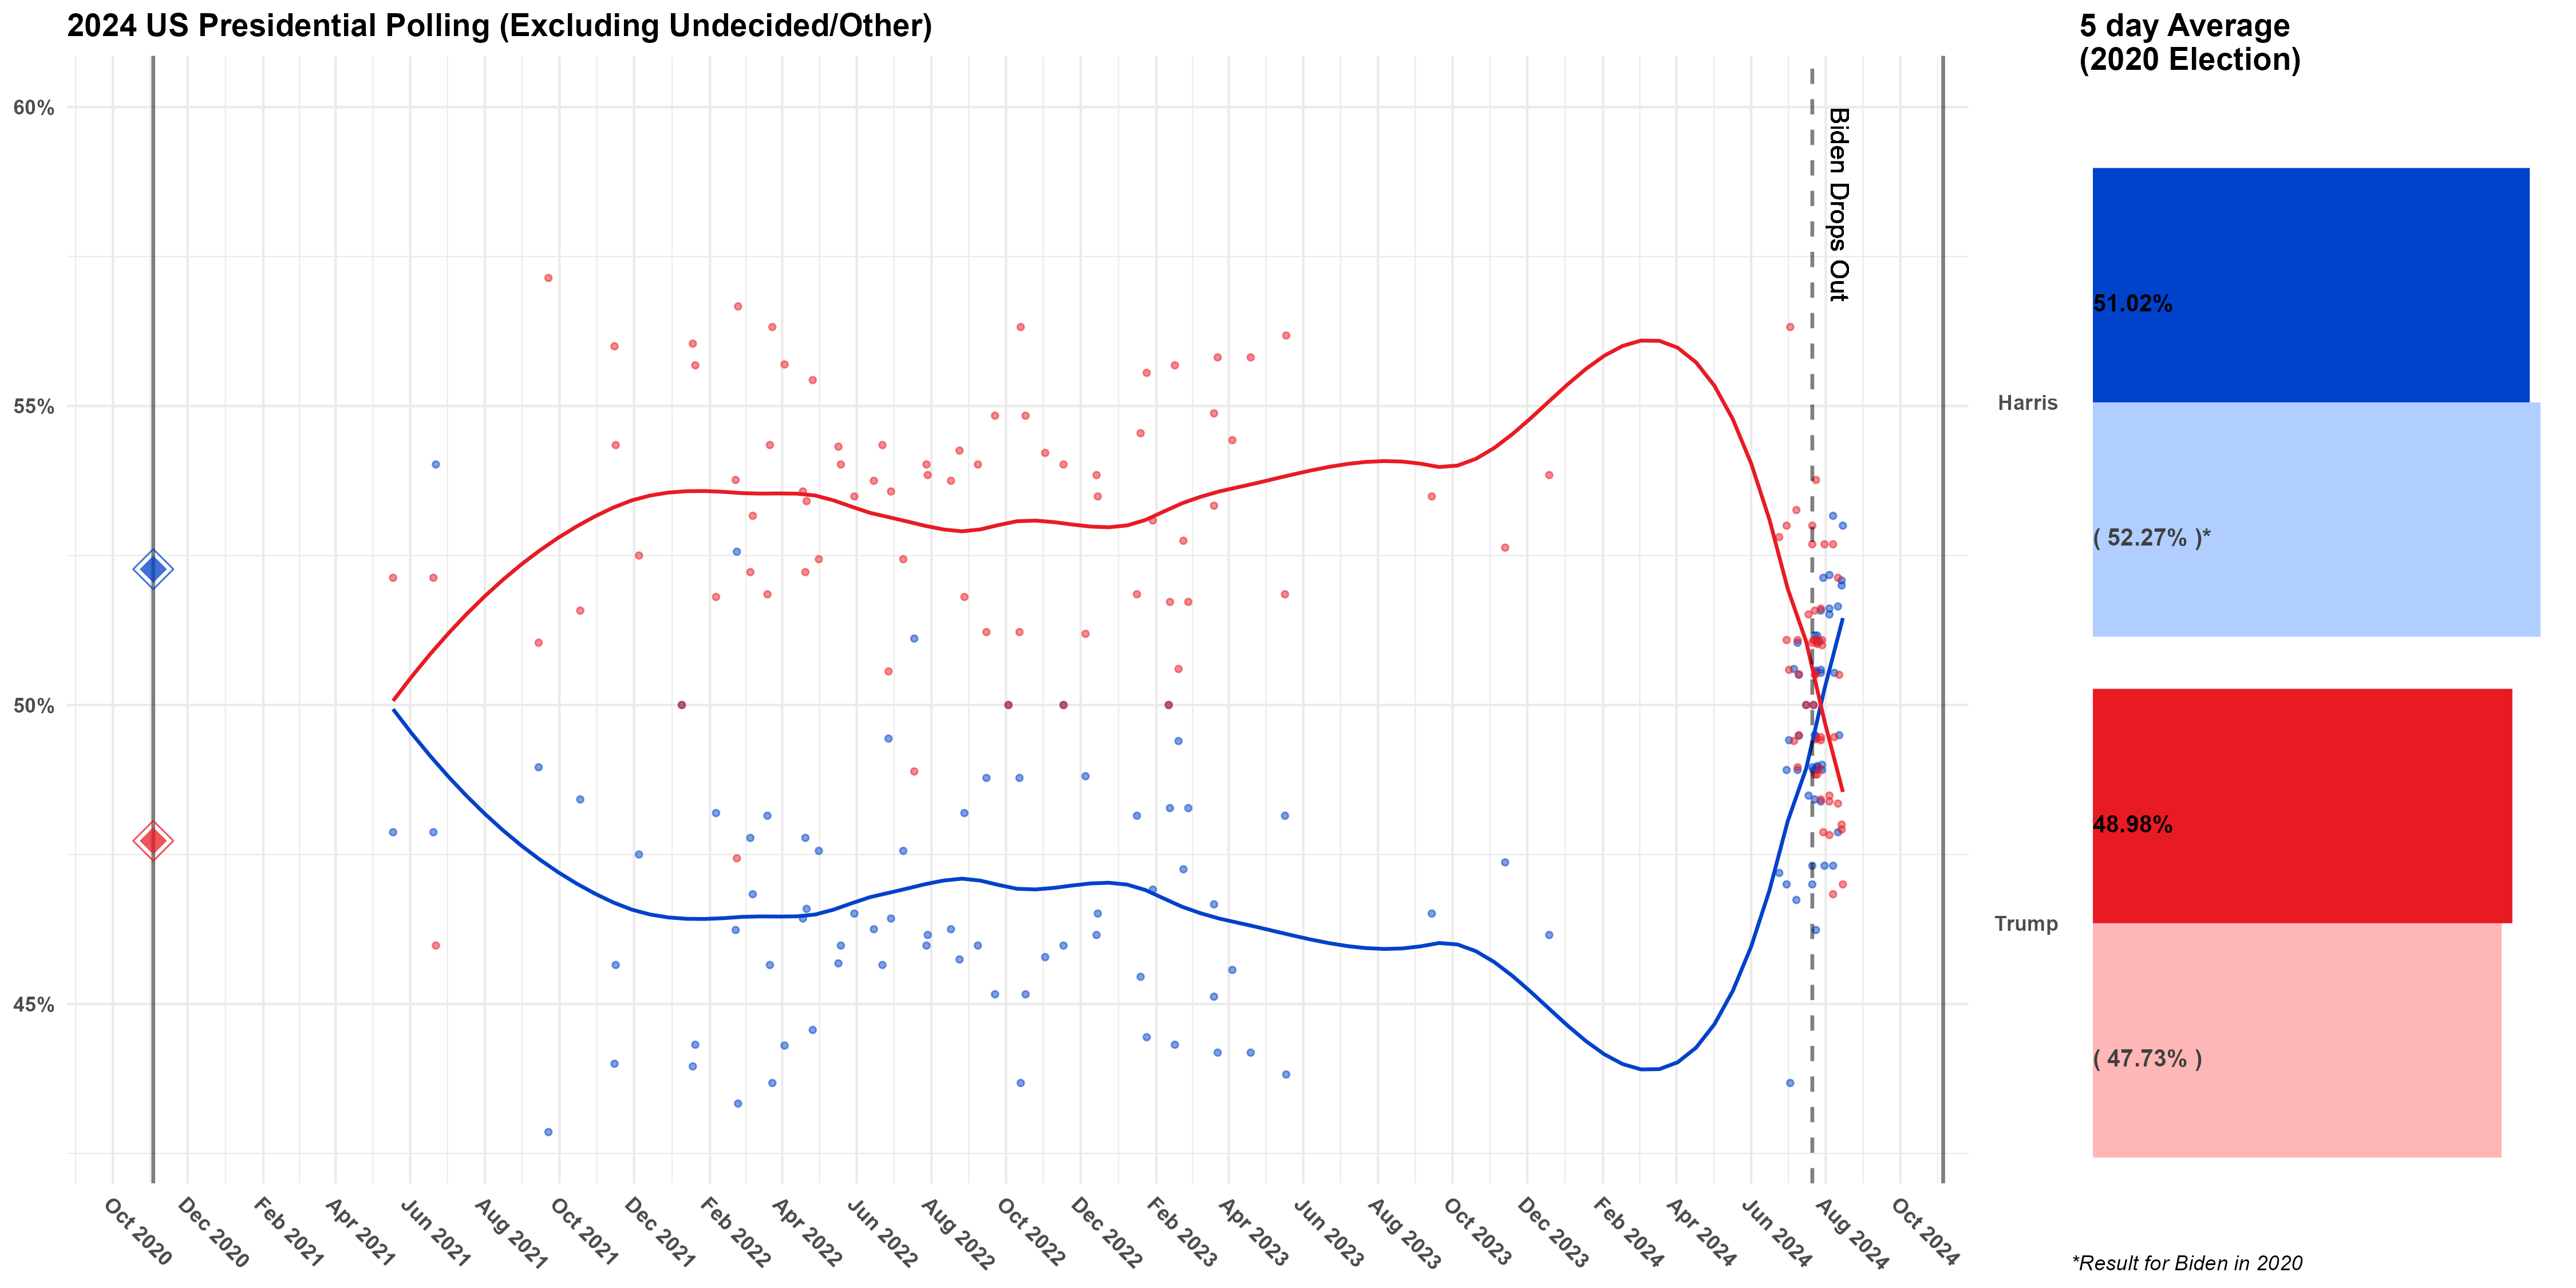 2024 US Presidential Polling (Excluding Undecided/Other)
5 day Average
(2020 Election)
60%
55%
50%
45%
Biden Drops Out
Harris
Trump
51.02%
( 52.27% )*
48.98%
( 47.73% )
Oct 2020
Dec 2020
Feb 2021
Apr 2021
Jun 2021
Aug 2021
Oct 2021
Dec 2021
Feb 2022
Apr 2022
Jun 2022
Aug 2022
Oct 2022
Dec 2022
Feb 2023
Apr 2023
Jun 2023
Aug 2023
Oct 2023
Dec 2023
Feb 2024
Apr 2024
Jun 2024
Aug 2024
Oct 2024
*Result for Biden in 2020